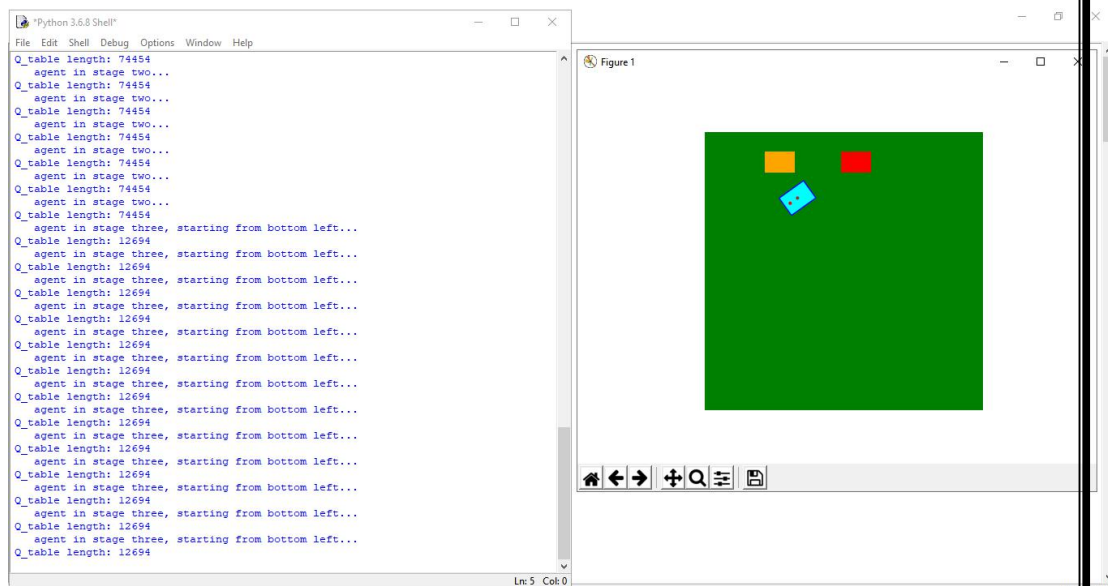 *Python 3.6.8 Shell*
File Edit Shell Debug Options Window Help
Q_table length: 74454
agent in stage two...
Q_table length: 74454
agent in stage two...
Q_table length: 74454
agent in stage two...
Q_table length: 74454
agent in stage two...
Q_table length: 74454
agent in stage two...
Q_table length: 74454
agent in stage two...
Q_table length: 74454
agent in stage three, starting from bottom left...
Q_table length: 12694
agent in stage three, starting from bottom left...
Q_table length: 12694
agent in stage three, starting from bottom left...
Q_table length: 12694
agent in stage three, starting from bottom left...
Q_table length: 12694
agent in stage three, starting from bottom left...
Q_table length: 12694
agent in stage three, starting from bottom left...
Q_table length: 12694
agent in stage three, starting from bottom left...
Q_table length: 12694
agent in stage three, starting from bottom left...
Q_table length: 12694
agent in stage three, starting from bottom left...
Q_table length: 12694
agent in stage three, starting from bottom left...
Q_table length: 12694
agent in stage three, starting from bottom left...
Q_table length: 12694
agent in stage three, starting from bottom left...
Q_table length: 12694
agent in stage three, starting from bottom left...
Q_table length: 12694
Ln: 5 Col: 0
Figure 1